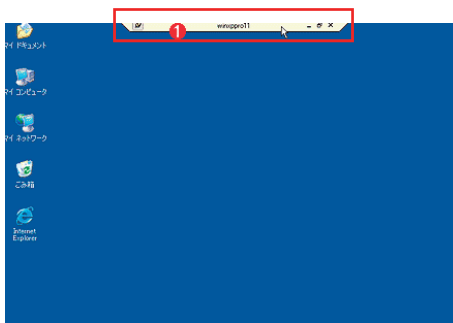 winxppro11
1
マイ ドキュメント
マイ コンピュータ
マイ ネットワーク
ごみ箱
Internet
Explorer